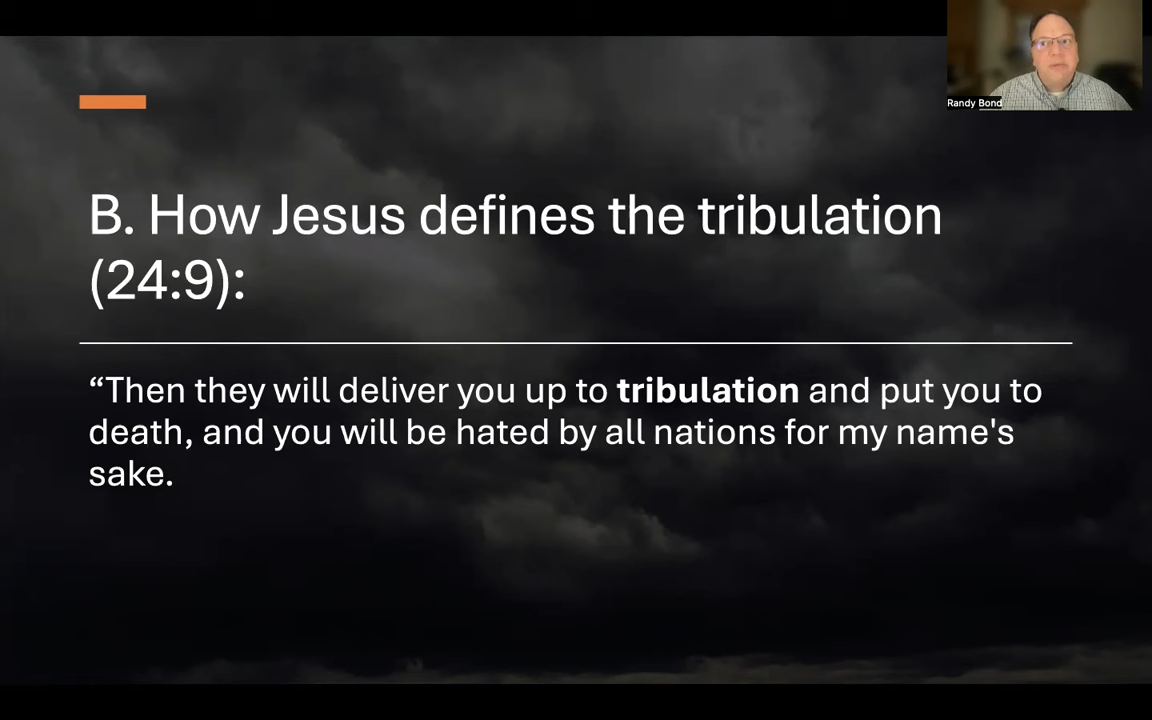 Randy Bond
B. How Jesus defines the tribulation
(24:9):
“Then they will deliver you up to tribulation and put you to
death, and you will be hated by all nations for my name's
sake.